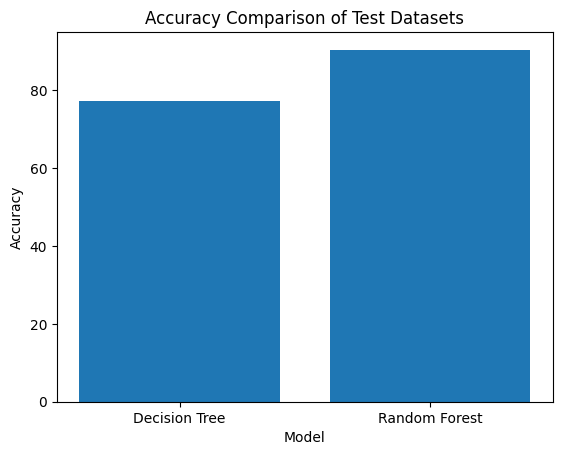 Accuracy Comparison of Test Datasets
80
60
40
20
0
Accuracy
Decision Tree
Random Forest
Model